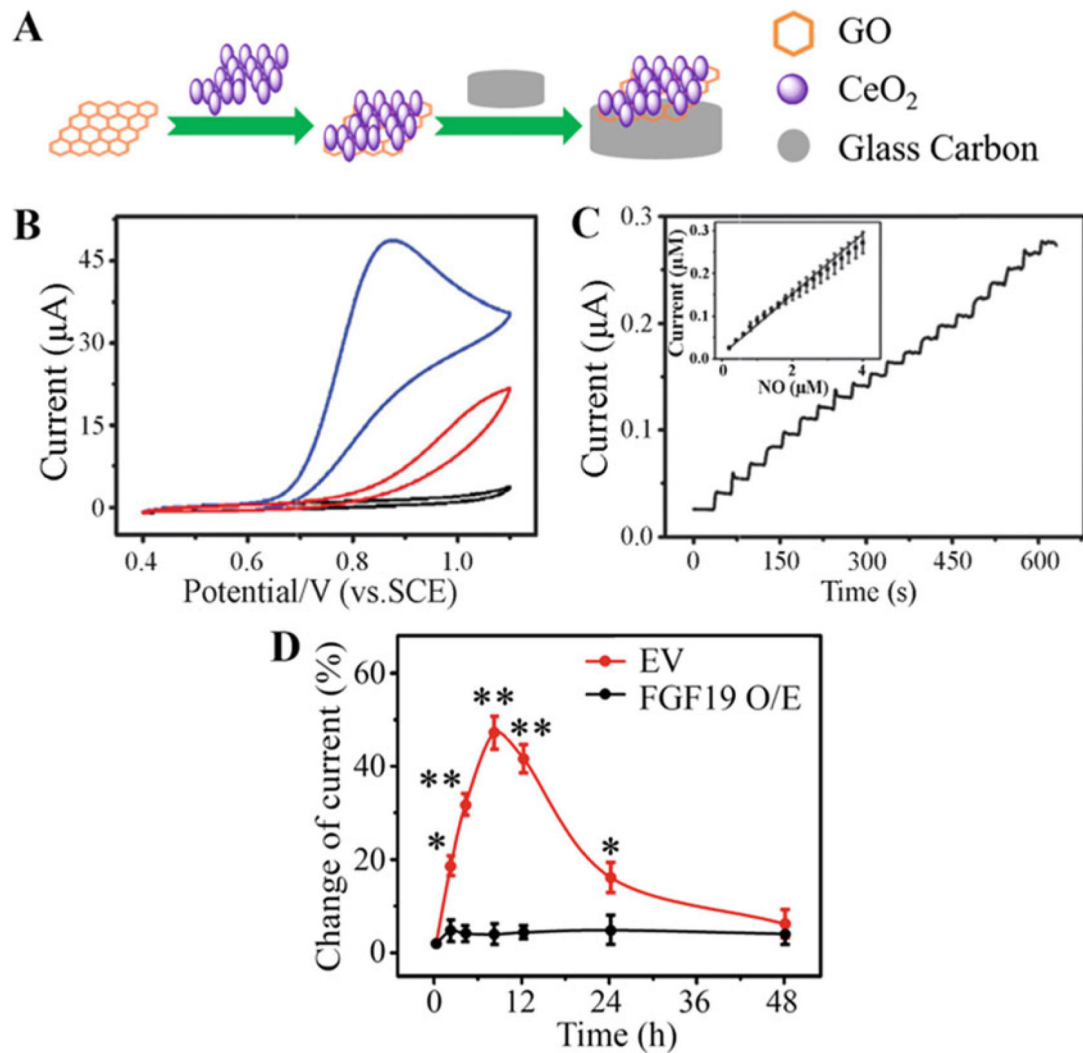 A
GO
CeO₂
Glass Carbon
B
Current (μA)
45
30
15
0
0.4
0.6
0.8
1.0
Potential/V (vs.SCE)
C
Current (μA)
0.3
0.2
0.1
0.0
0
150
300
450
600
Time (s)
Current (μM)
0.3
0.2
0.1
0.0
0
2
4
NO (μM)
D
Change of current (%)
60
40
20
0
EV
FGF19 O/E
*
**
**
**
*
0
12
24
36
48
Time (h)